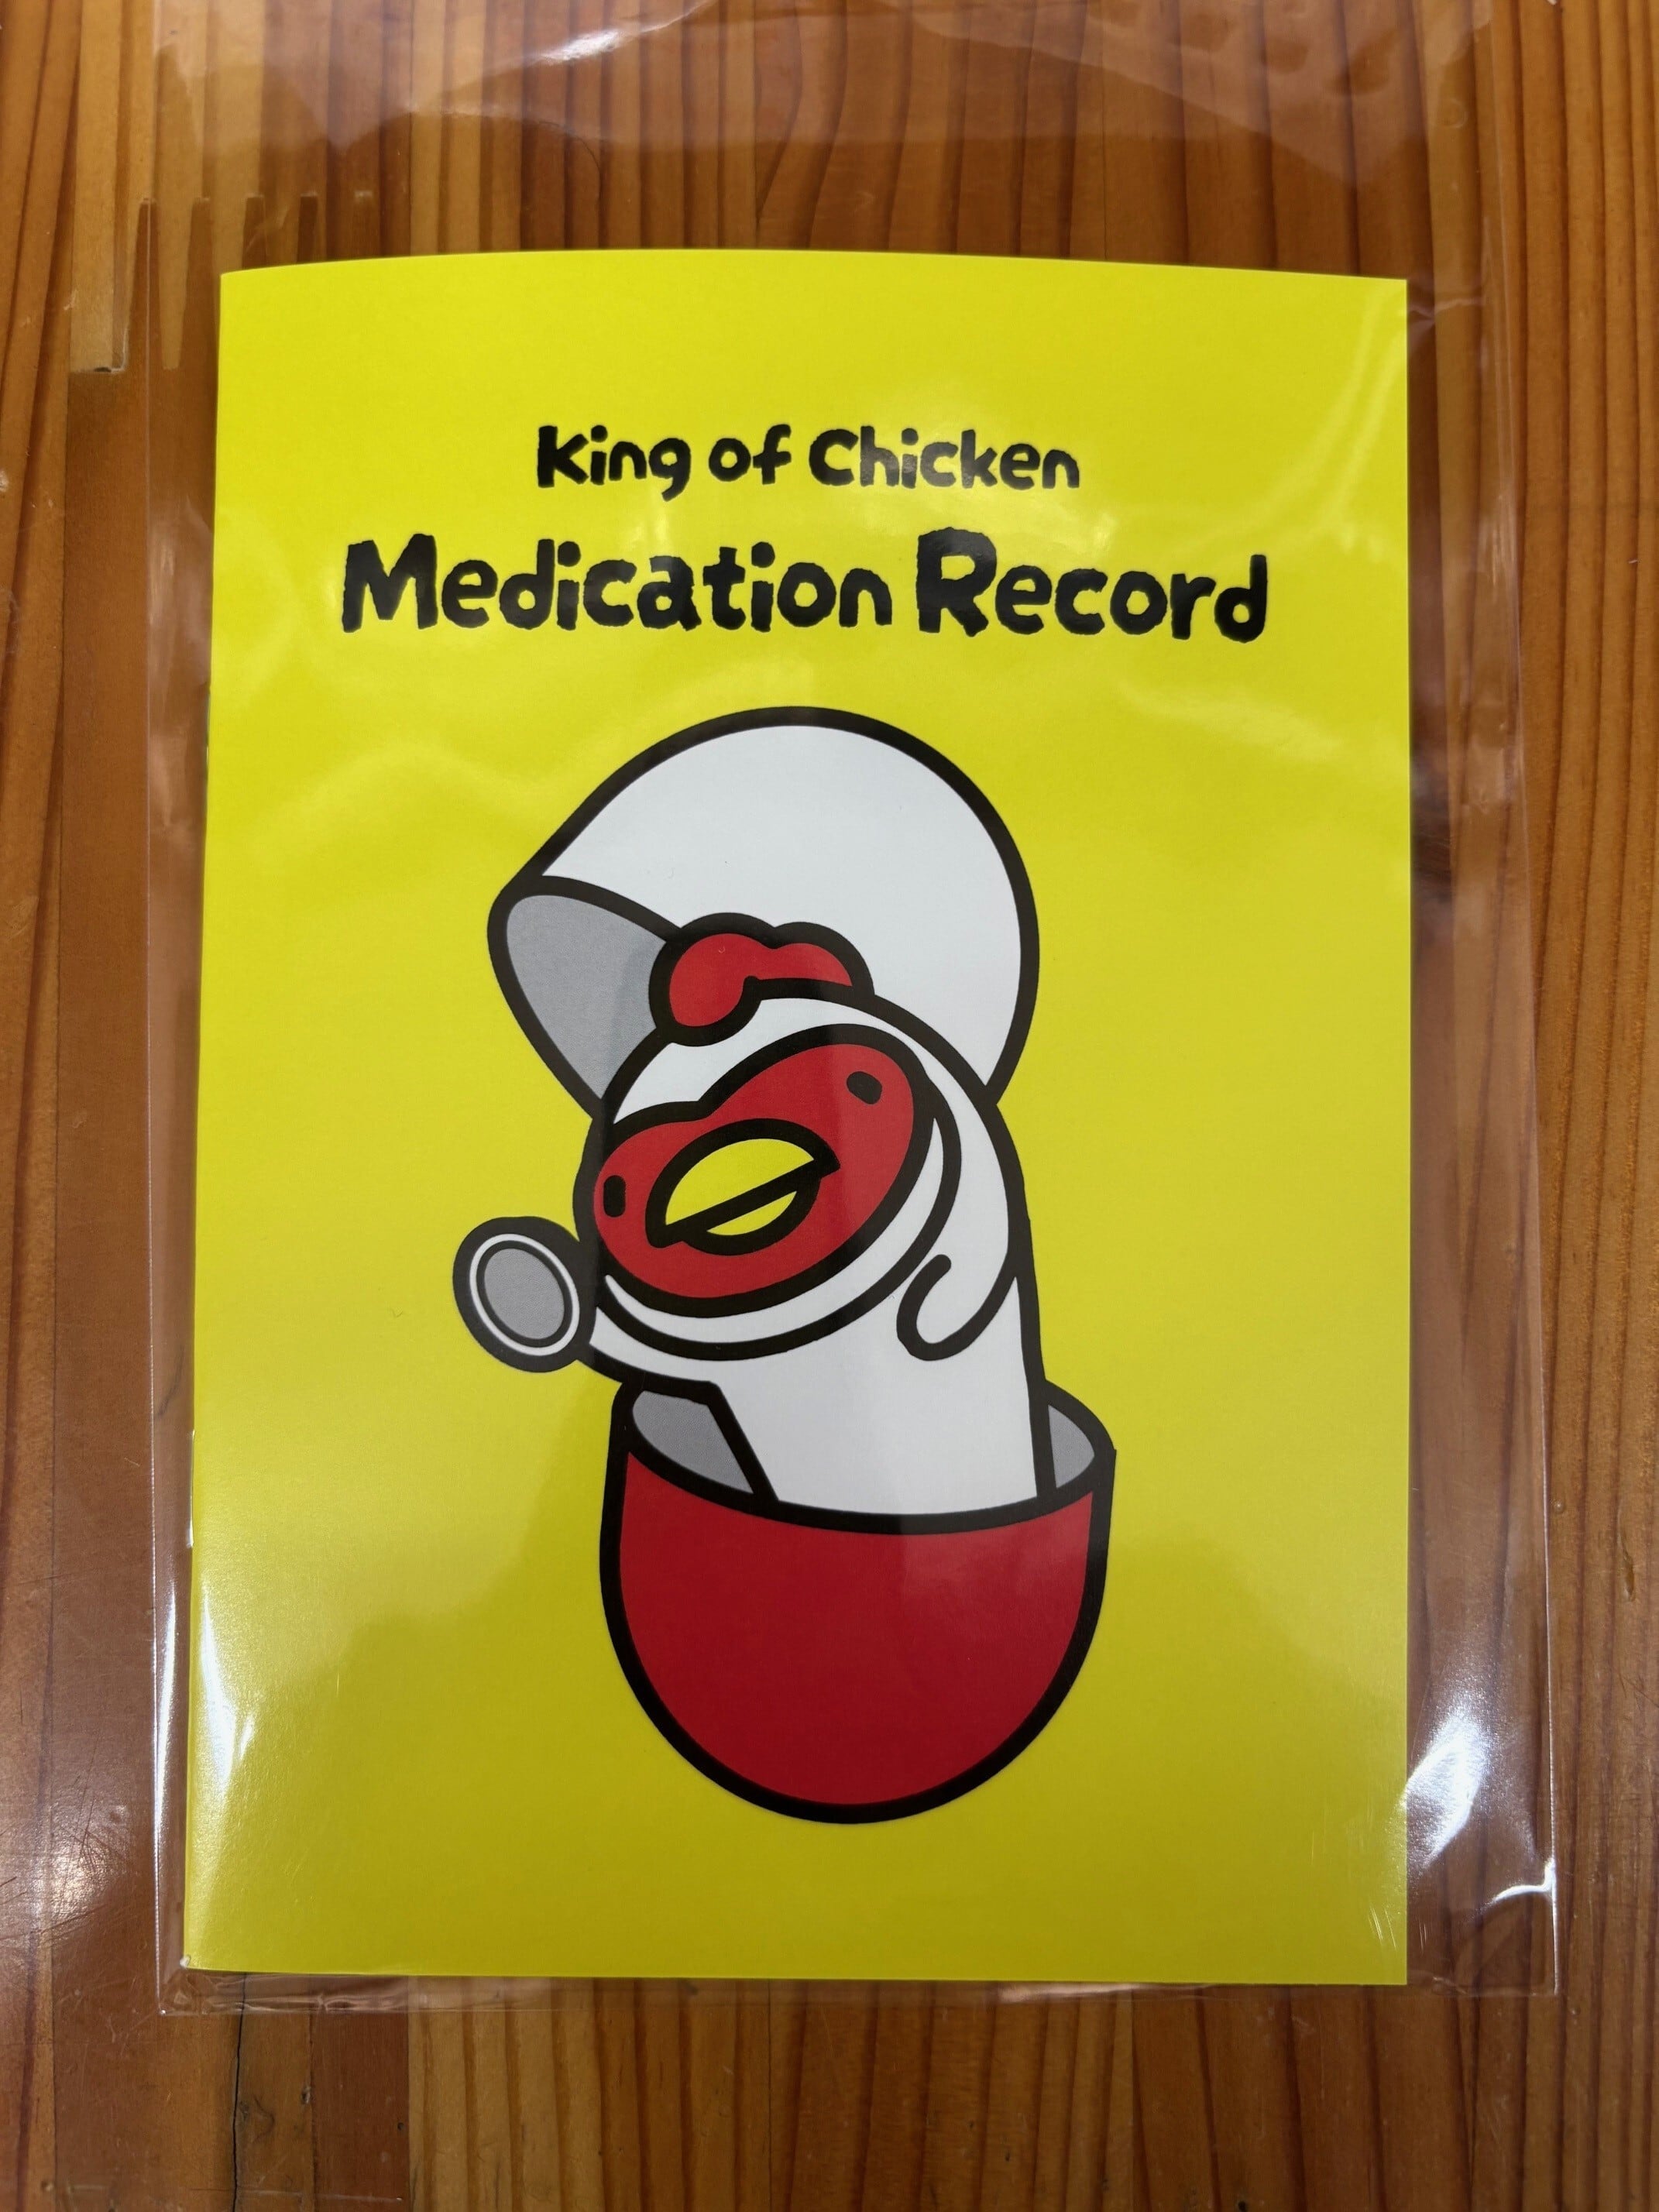 King of Chicken
Medication Record